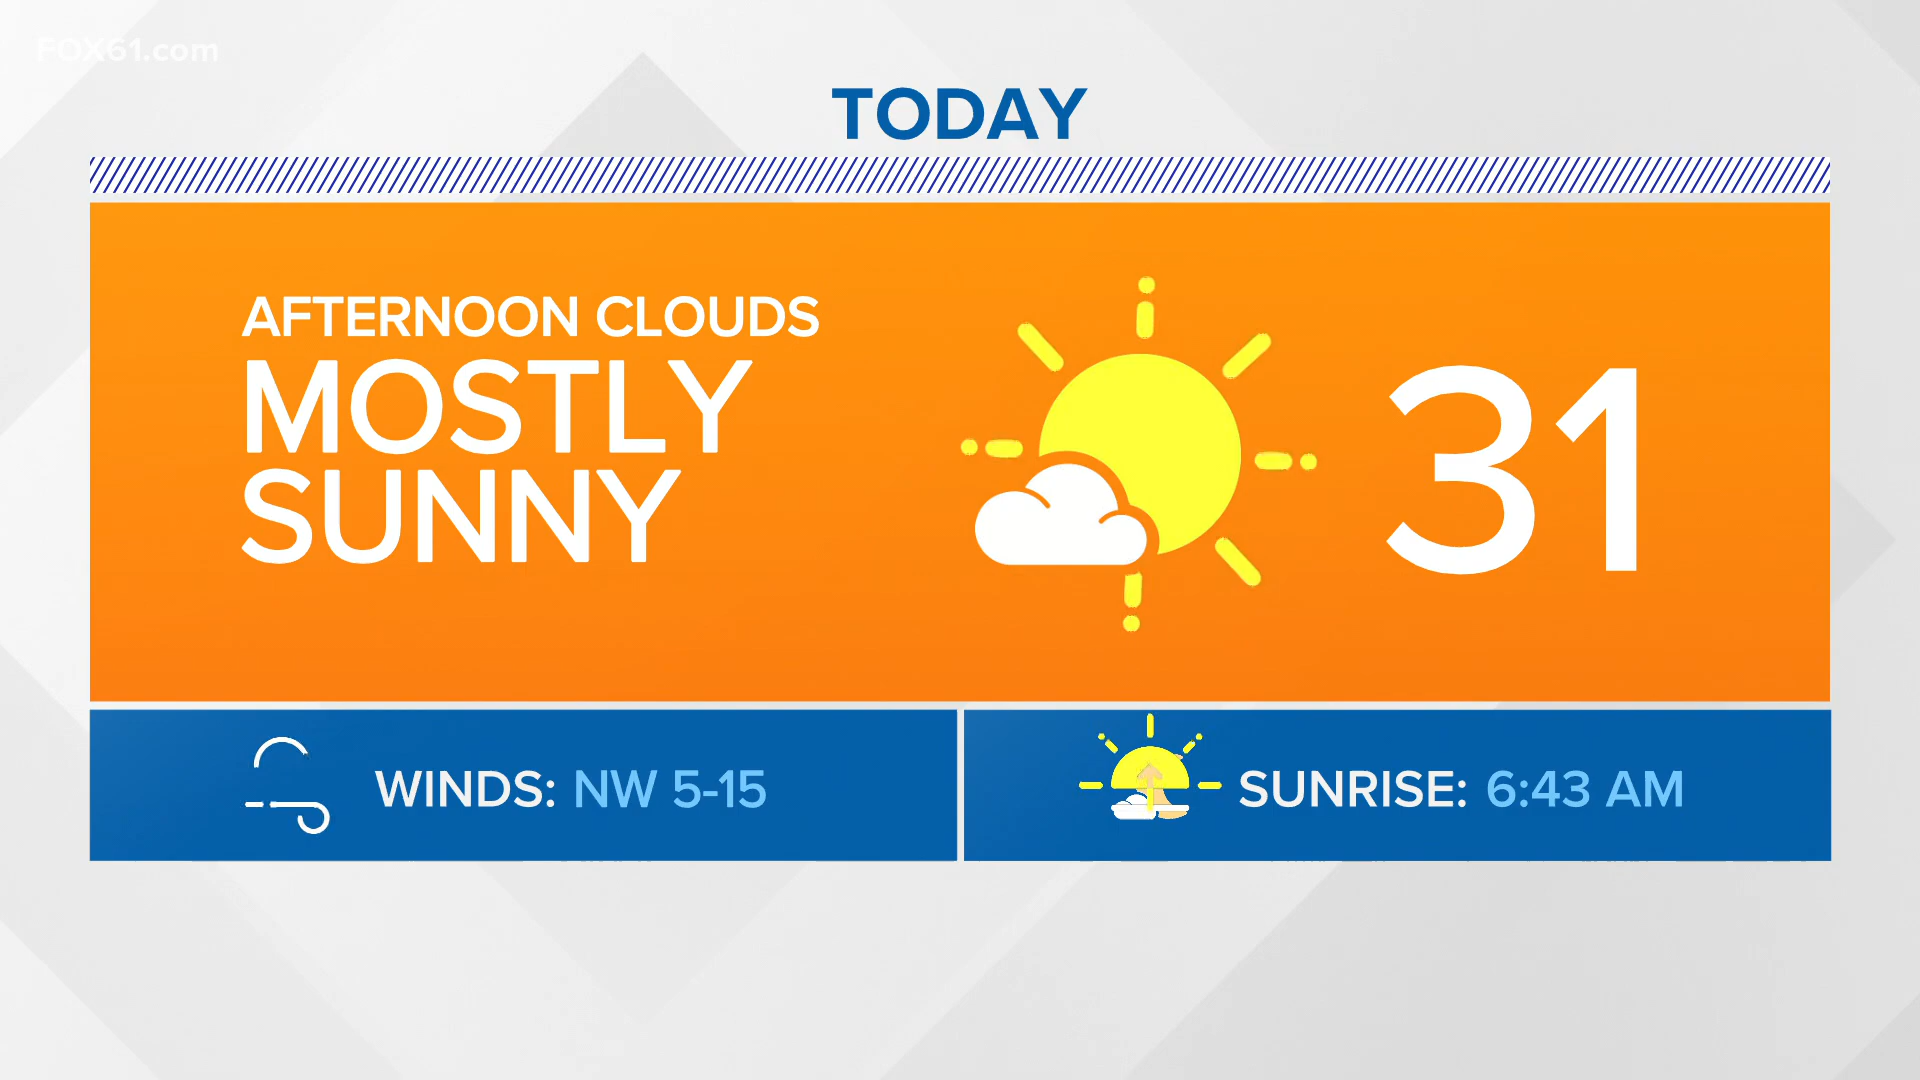 FOX61.com
TODAY
AFTERNOON CLOUDS
MOSTLY
SUNNY
31
WINDS: NW 5-15
SUNRISE: 6:43 AM